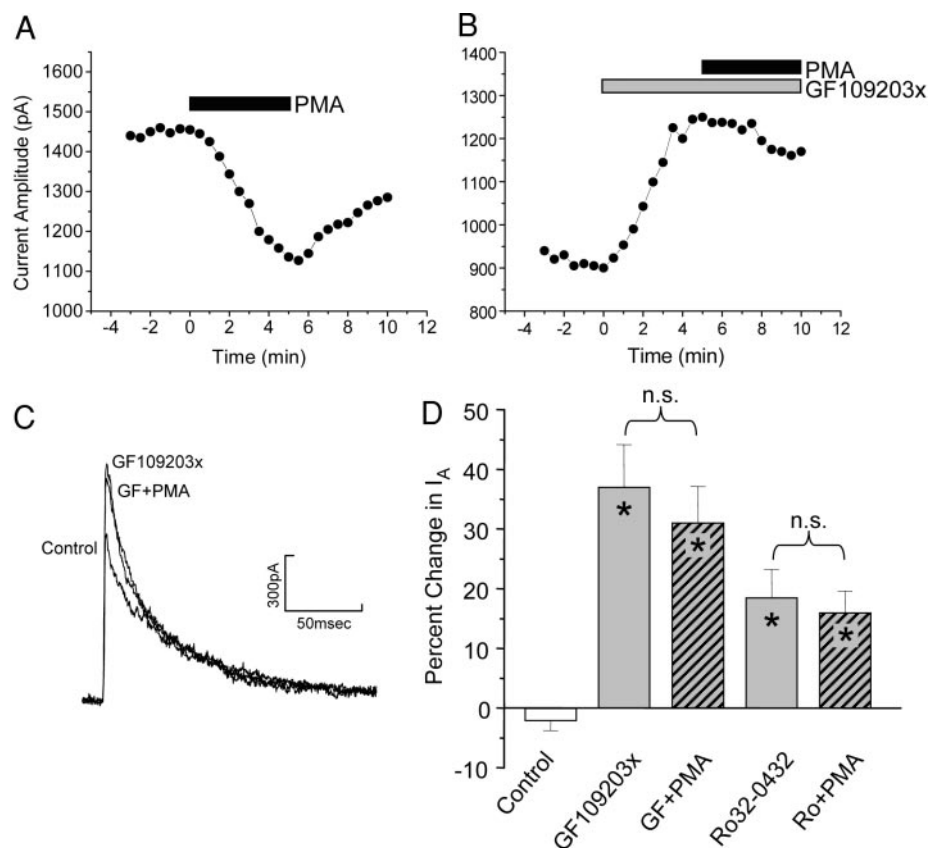 A
Current Amplitude (pA)
1600
1500
1400
1300
1200
1100
1000
PMA
-4 -2 0 2 4 6 8 10 12
Time (min)
B
1400
1300
1200
1100
1000
900
800
PMA
GF109203x
-4 -2 0 2 4 6 8 10 12
Time (min)
C
GF109203x
GF+PMA
Control
300pA
50msec
D
Percent Change in IA
50
40
30
20
10
0
-10
n.s.
n.s.
* * * *
Control
GF109203x
GF+PMA
Ro32-0432
Ro+PMA